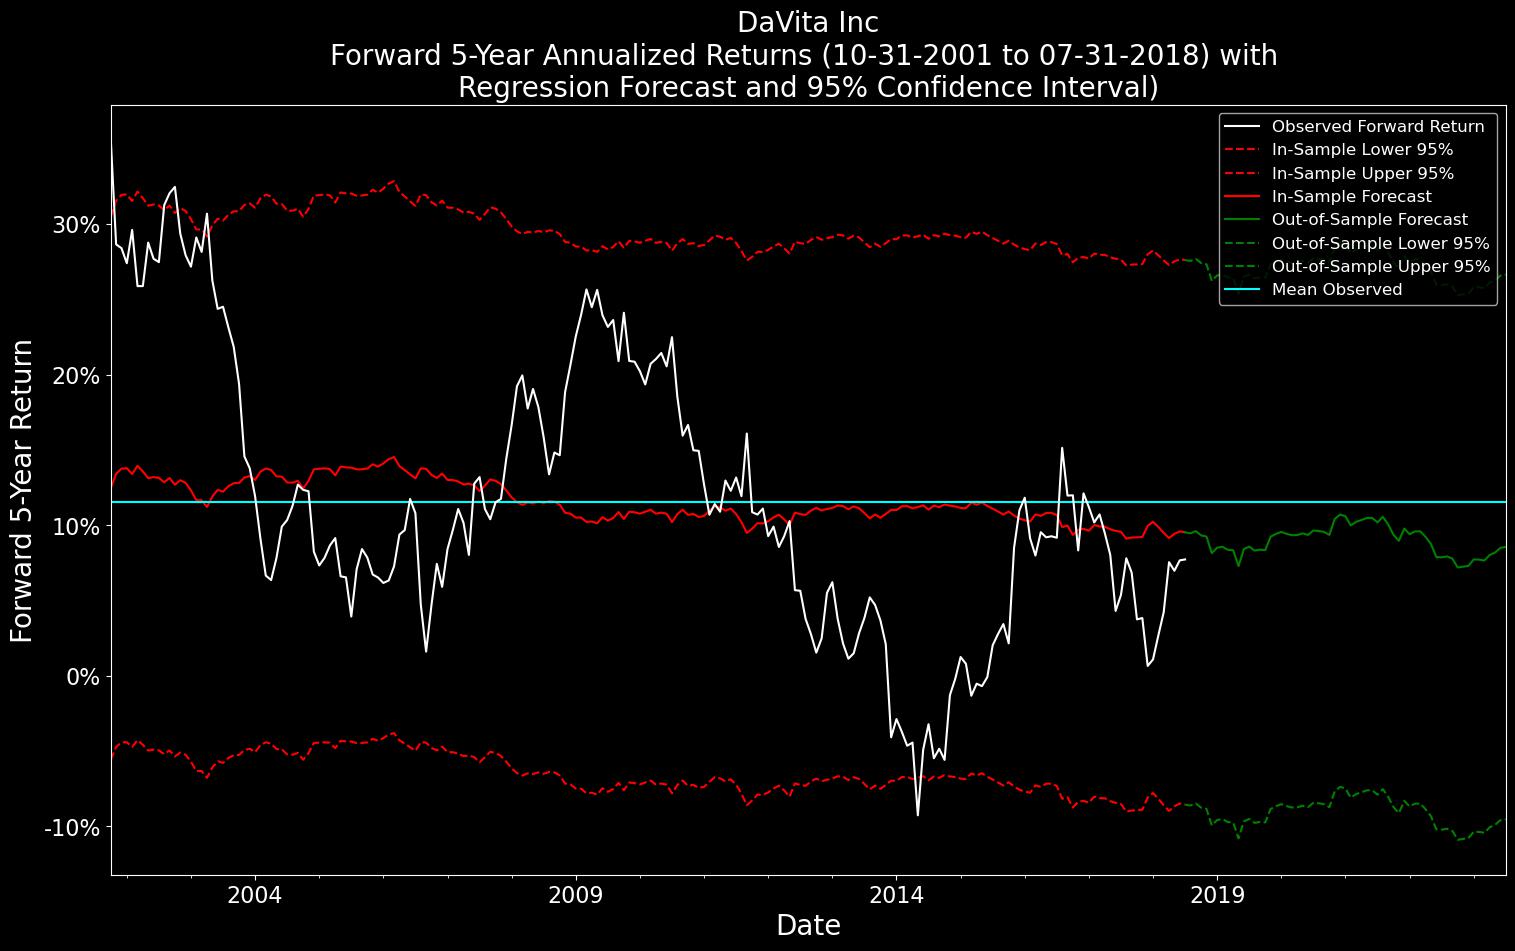 DaVita Inc
Forward 5-Year Annualized Returns (10-31-2001 to 07-31-2018) with
Regression Forecast and 95% Confidence Interval)
Observed Forward Return
In-Sample Lower 95%
In-Sample Upper 95%
In-Sample Forecast
Out-of-Sample Forecast
Out-of-Sample Lower 95%
Out-of-Sample Upper 95%
Mean Observed
Forward 5-Year Return
30%
20%
10%
0%
-10%
2004
2009
2014
2019
Date